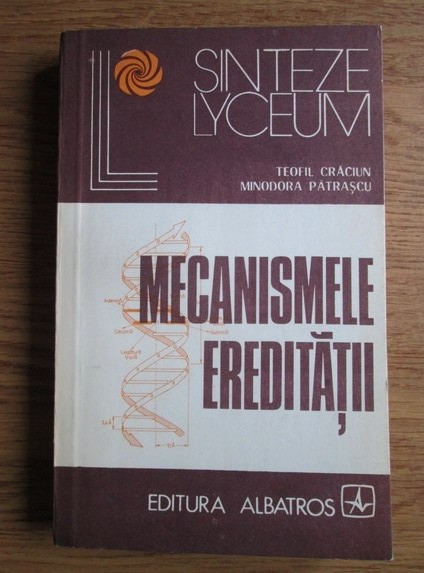 SINTEZE
LYCEUM
TEOFIL CRĂCIUN
MINODORA PĂTRAȘCU
MECANISMELE
EREDITĂȚII
EDITURA ALBATROS